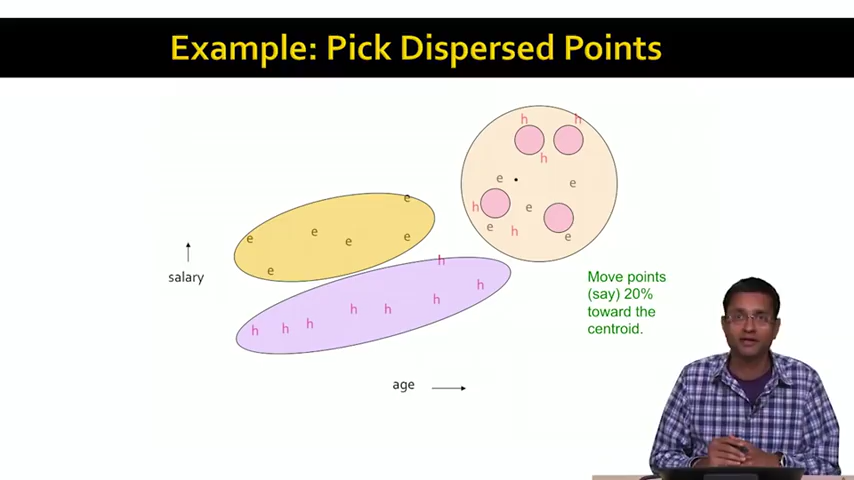 Example: Pick Dispersed Points
h h
h
e e
e
h e
e h e
e
e e e
e
e
h
h
h
h h
h h h
salary
age
Move points
(say) 20%
toward the
centroid.